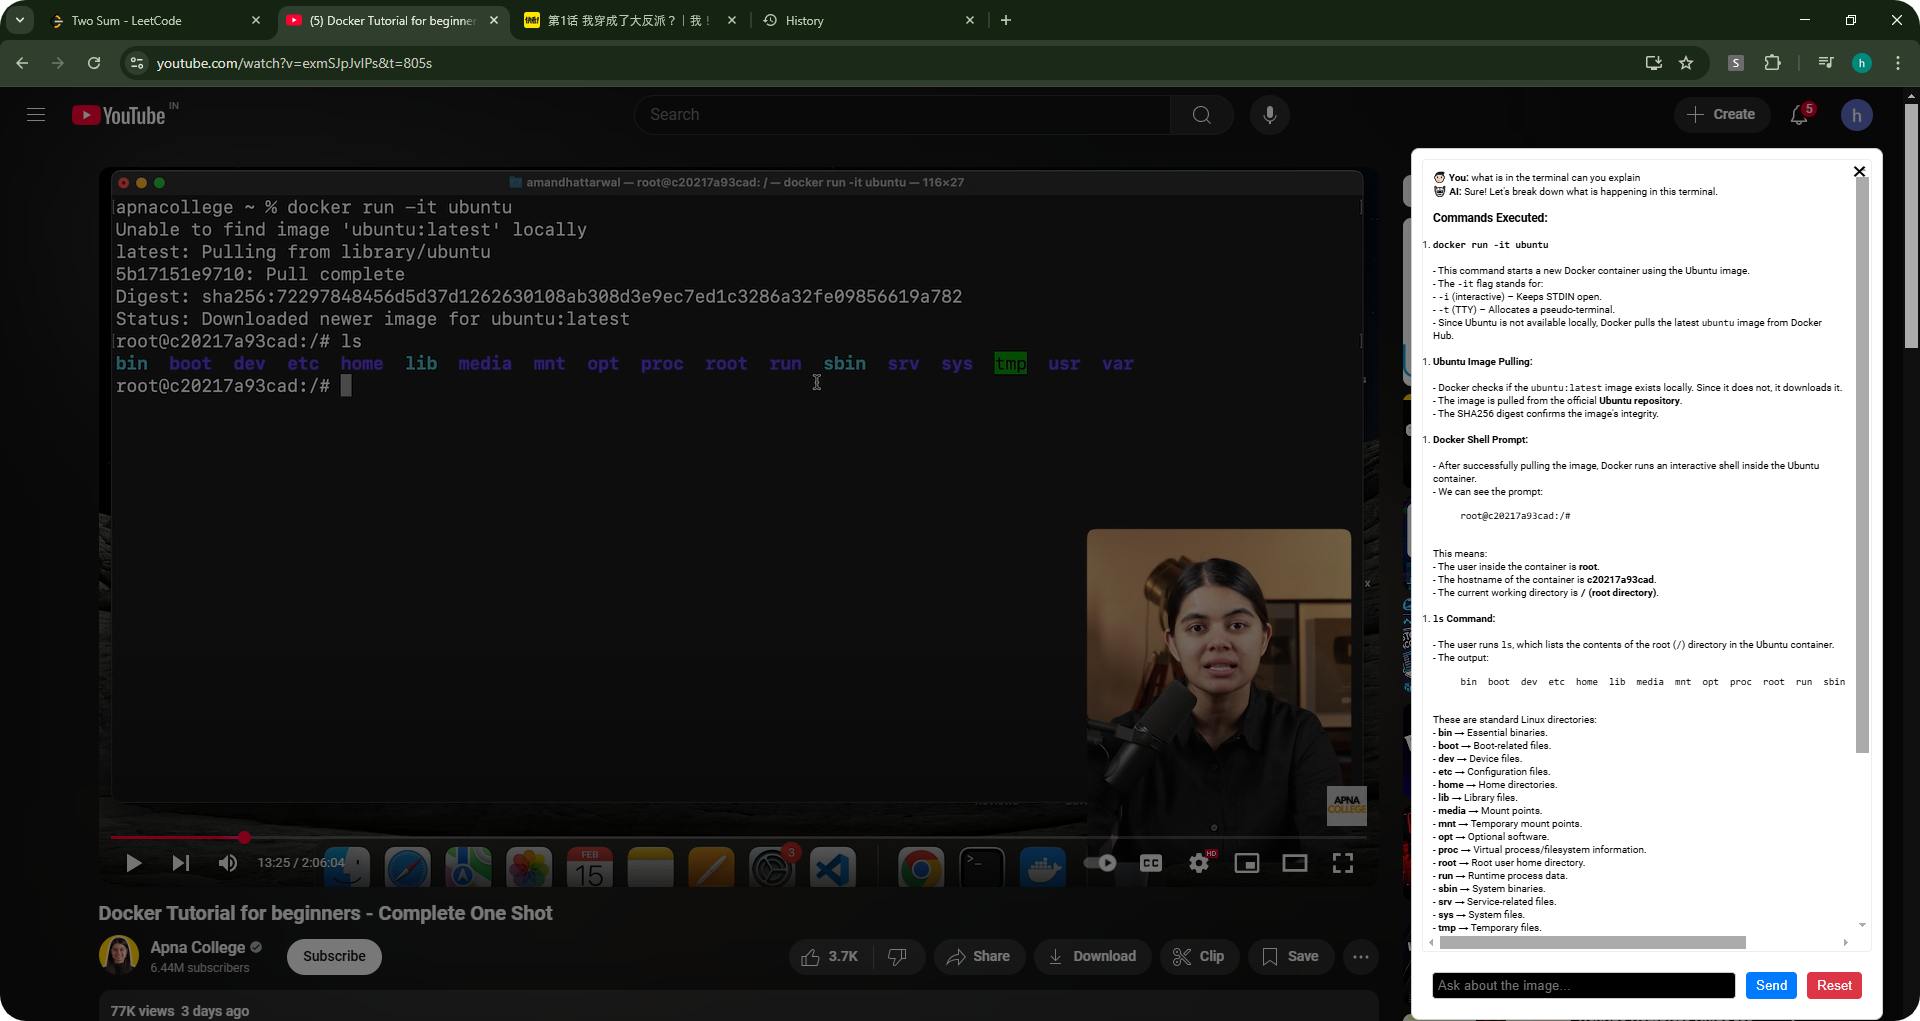 Two Sum - LeetCode
(5) Docker Tutorial for beginne
第1话 我穿成了大反派？ | 我！
History
youtube.com/watch?v=exmSJpJvIPs&t=805s
S
h
YouTube IN
Search
Create
5
h
amandhattarwal — root@c20217a93cad: / — docker run -it ubuntu — 116×27
apnacollege ~ % docker run -it ubuntu
Unable to find image 'ubuntu:latest' locally
latest: Pulling from library/ubuntu
5b17151e9710: Pull complete
Digest: sha256:72297848456d5d37d1262630108ab308d3e9ec7ed1c3286a32fe09856619a782
Status: Downloaded newer image for ubuntu:latest
root@c20217a93cad:/# ls
bin boot dev etc home lib media mnt opt proc root run sbin srv sys tmp usr var
root@c20217a93cad:/#
APNA
COLLEGE
13:25 / 2:06:04
FEB
15
3
CC
HD
Docker Tutorial for beginners - Complete One Shot
Apna College
6.44M subscribers
Subscribe
3.7K
Share
Download
Clip
Save
77K views 3 days ago
You: what is in the terminal can you explain
AI: Sure! Let's break down what is happening in this terminal.
Commands Executed:
1. docker run -it ubuntu
- This command starts a new Docker container using the Ubuntu image.
- The -it flag stands for:
- -i (interactive) – Keeps STDIN open.
- -t (TTY) – Allocates a pseudo-terminal.
- Since Ubuntu is not available locally, Docker pulls the latest ubuntu image from Docker
Hub.
1. Ubuntu Image Pulling:
- Docker checks if the ubuntu:latest image exists locally. Since it does not, it downloads it.
- The image is pulled from the official Ubuntu repository.
- The SHA256 digest confirms the image's integrity.
1. Docker Shell Prompt:
- After successfully pulling the image, Docker runs an interactive shell inside the Ubuntu
container.
- We can see the prompt:
root@c20217a93cad:/#
This means:
- The user inside the container is root.
- The hostname of the container is c20217a93cad.
- The current working directory is / (root directory).
1. ls Command:
- The user runs ls, which lists the contents of the root (/) directory in the Ubuntu container.
- The output:
bin boot dev etc home lib media mnt opt proc root run sbin
These are standard Linux directories:
- bin → Essential binaries.
- boot → Boot-related files.
- dev → Device files.
- etc → Configuration files.
- home → Home directories.
- lib → Library files.
- media → Mount points.
- mnt → Temporary mount points.
- opt → Optional software.
- proc → Virtual process/filesystem information.
- root → Root user home directory.
- run → Runtime process data.
- sbin → System binaries.
- srv → Service-related files.
- sys → System files.
- tmp → Temporary files.
Ask about the image...
Send
Reset